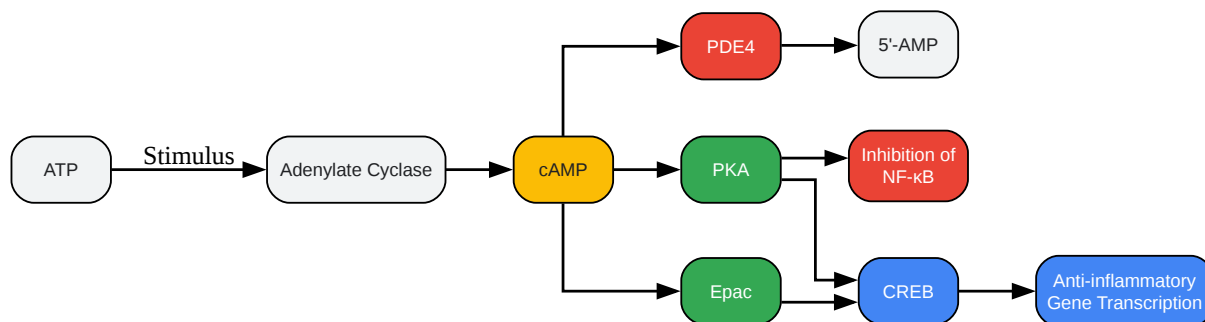 PDE4
5'-AMP
ATP
Stimulus
Adenylate Cyclase
cAMP
PKA
Inhibition of
NF-κB
Epac
CREB
Anti-inflammatory
Gene Transcription